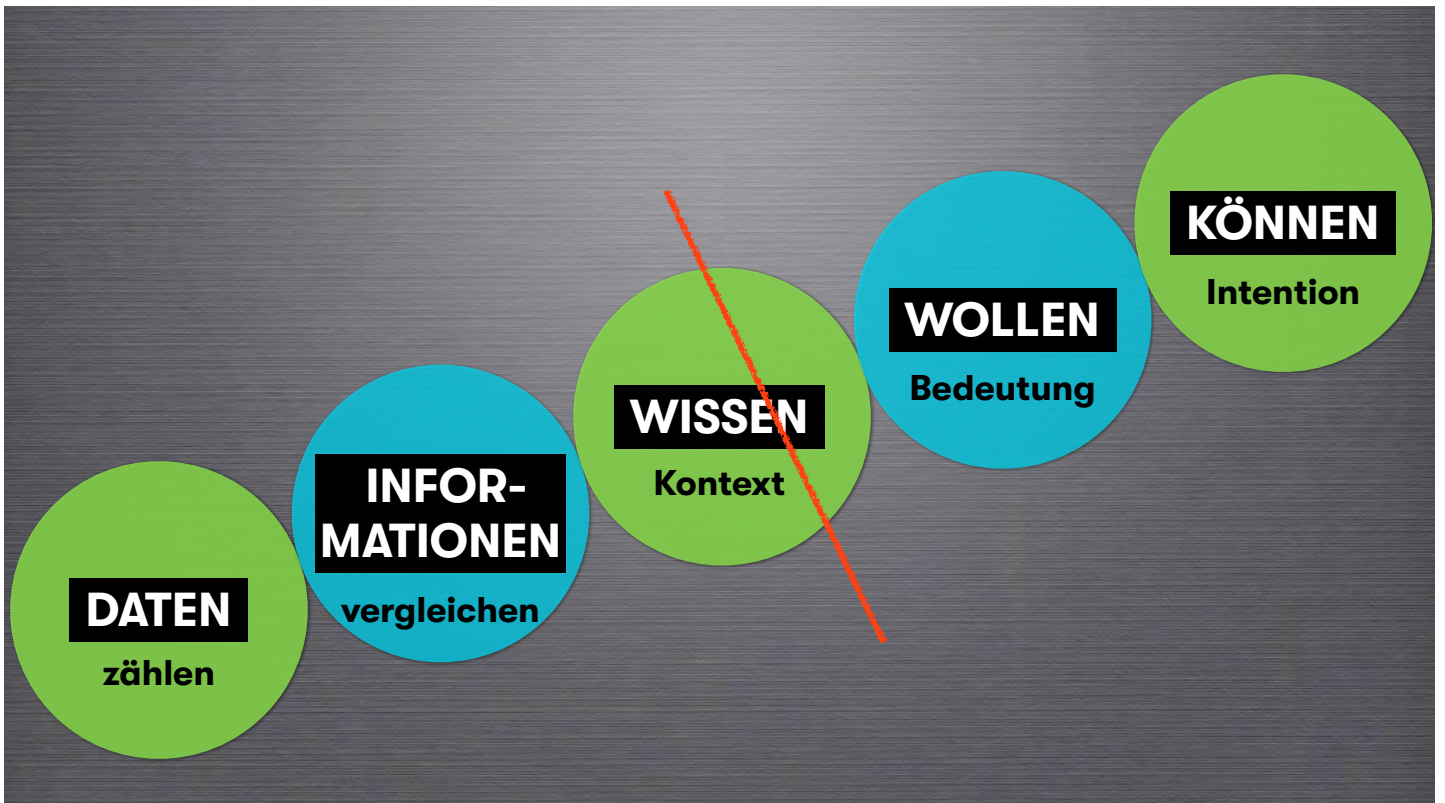 DATEN
zählen
INFOR-
MATIONEN
vergleichen
WISSEN
Kontext
WOLLEN
Bedeutung
KÖNNEN
Intention